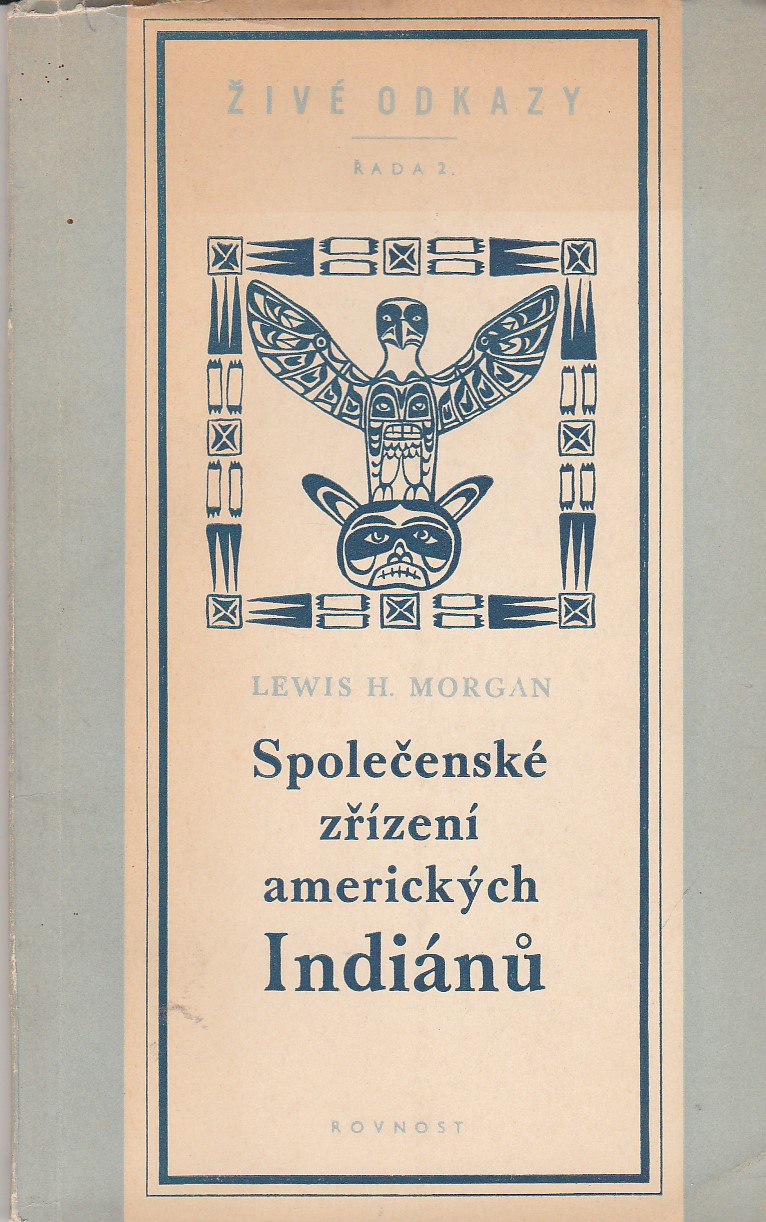 ŽIVÉ ODKAZY
ŘADA 2.
LEWIS H. MORGAN
Společenské
zřízení
amerických
Indiánů
ROVNOST